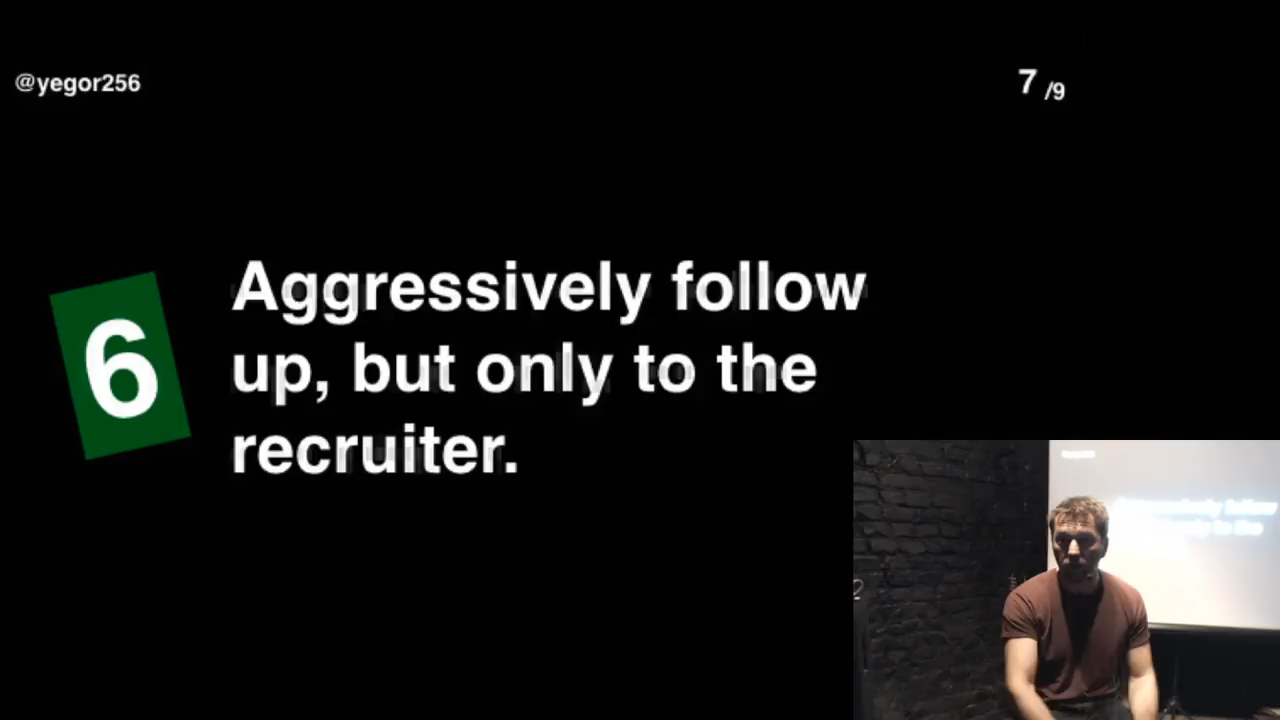 @yegor256
7 /9
6
Aggressively follow
up, but only to the
recruiter.